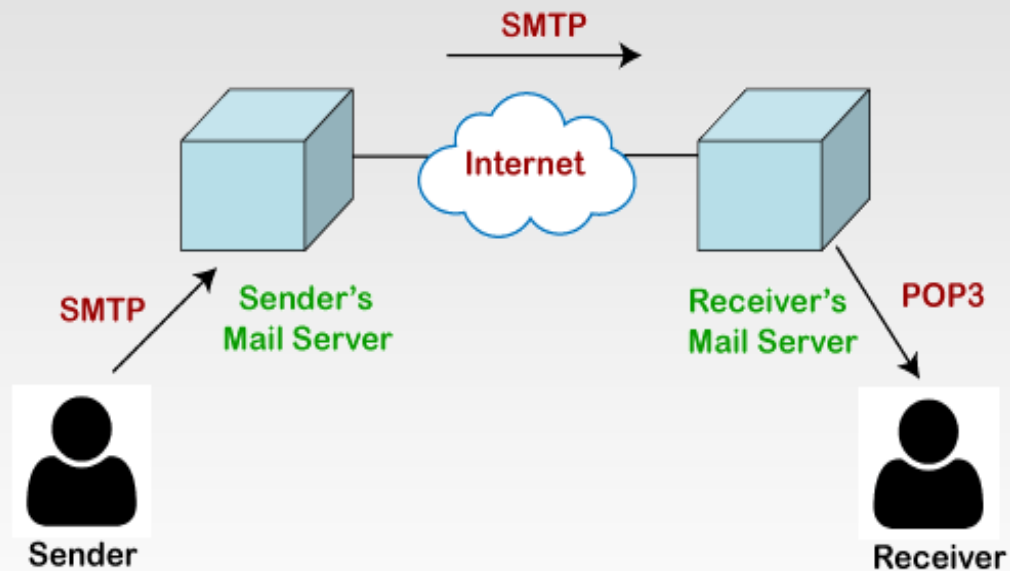 SMTP
Internet
SMTP
Sender's
Mail Server
Receiver's
Mail Server
POP3
Sender
Receiver